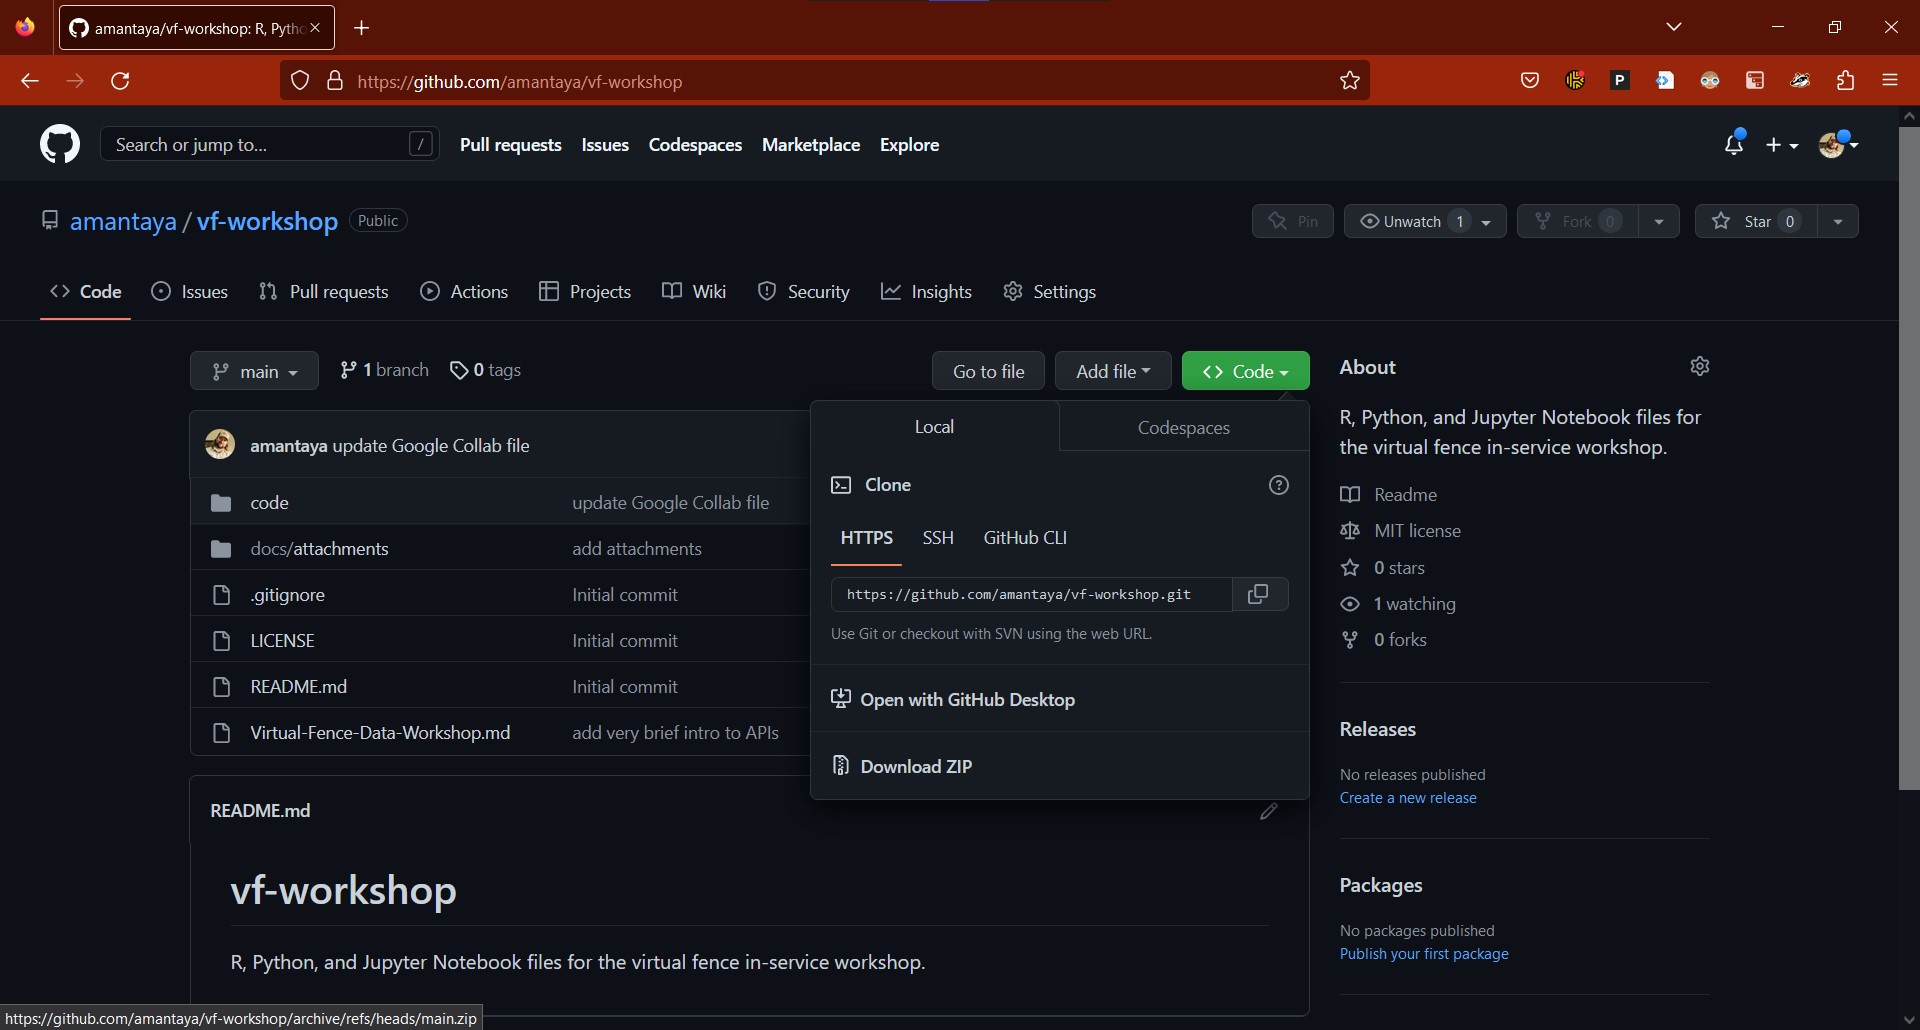 amantaya/vf-workshop: R, Pytho
https://github.com/amantaya/vf-workshop
P
Search or jump to...
/
Pull requests
Issues
Codespaces
Marketplace
Explore
amantaya / vf-workshop
Public
Pin
Unwatch 1
Fork 0
Star 0
Code
Issues
Pull requests
Actions
Projects
Wiki
Security
Insights
Settings
main
1 branch
0 tags
Go to file
Add file
Code
amantaya update Google Collab file
code update Google Collab file
docs/attachments add attachments
.gitignore Initial commit
LICENSE Initial commit
README.md Initial commit
Virtual-Fence-Data-Workshop.md add very brief intro to APIs
Local
Codespaces
Clone
HTTPS
SSH
GitHub CLI
https://github.com/amantaya/vf-workshop.git
Use Git or checkout with SVN using the web URL.
Open with GitHub Desktop
Download ZIP
README.md
vf-workshop
R, Python, and Jupyter Notebook files for the virtual fence in-service workshop.
About
R, Python, and Jupyter Notebook files for
the virtual fence in-service workshop.
Readme
MIT license
0 stars
1 watching
0 forks
Releases
No releases published
Create a new release
Packages
No packages published
Publish your first package
https://github.com/amantaya/vf-workshop/archive/refs/heads/main.zip